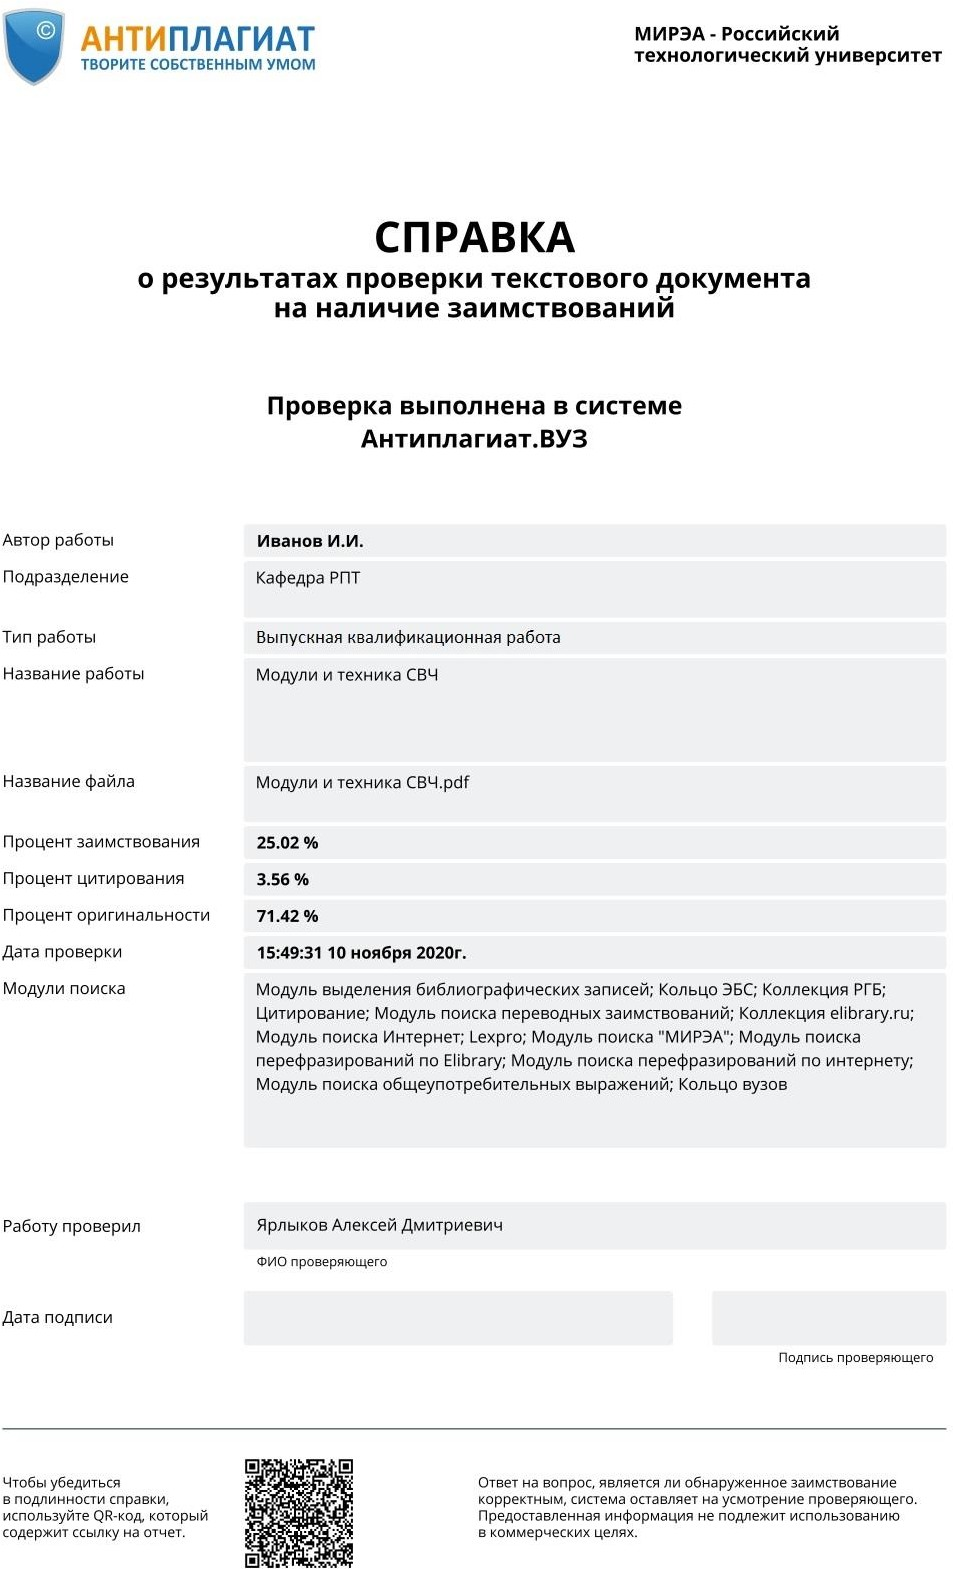 ©
АНТИПЛАГИАТ
ТВОРИТЕ СОБСТВЕННЫМ УМОМ
МИРЭА - Российский
технологический университет
СПРАВКА
о результатах проверки текстового документа
на наличие заимствований
Проверка выполнена в системе
Антиплагиат.ВУЗ
Автор работы Иванов И.И.
Подразделение Кафедра РПТ
Тип работы Выпускная квалификационная работа
Название работы Модули и техника СВЧ
Название файла Модули и техника СВЧ.pdf
Процент заимствования 25.02 %
Процент цитирования 3.56 %
Процент оригинальности 71.42 %
Дата проверки 15:49:31 10 ноября 2020г.
Модули поиска Модуль выделения библиографических записей; Кольцо ЭБС; Коллекция РГБ;
Цитирование; Модуль поиска переводных заимствований; Коллекция elibrary.ru;
Модуль поиска Интернет; Lexpro; Модуль поиска "МИРЭА"; Модуль поиска
перефразирований по Elibrary; Модуль поиска перефразирований по интернету;
Модуль поиска общеупотребительных выражений; Кольцо вузов
Работу проверил Ярлыков Алексей Дмитриевич
ФИО проверяющего
Дата подписи
Подпись проверяющего
Чтобы убедиться
в подлинности справки,
используйте QR-код, который
содержит ссылку на отчет.
Ответ на вопрос, является ли обнаруженное заимствование
корректным, система оставляет на усмотрение проверяющего.
Предоставленная информация не подлежит использованию
в коммерческих целях.